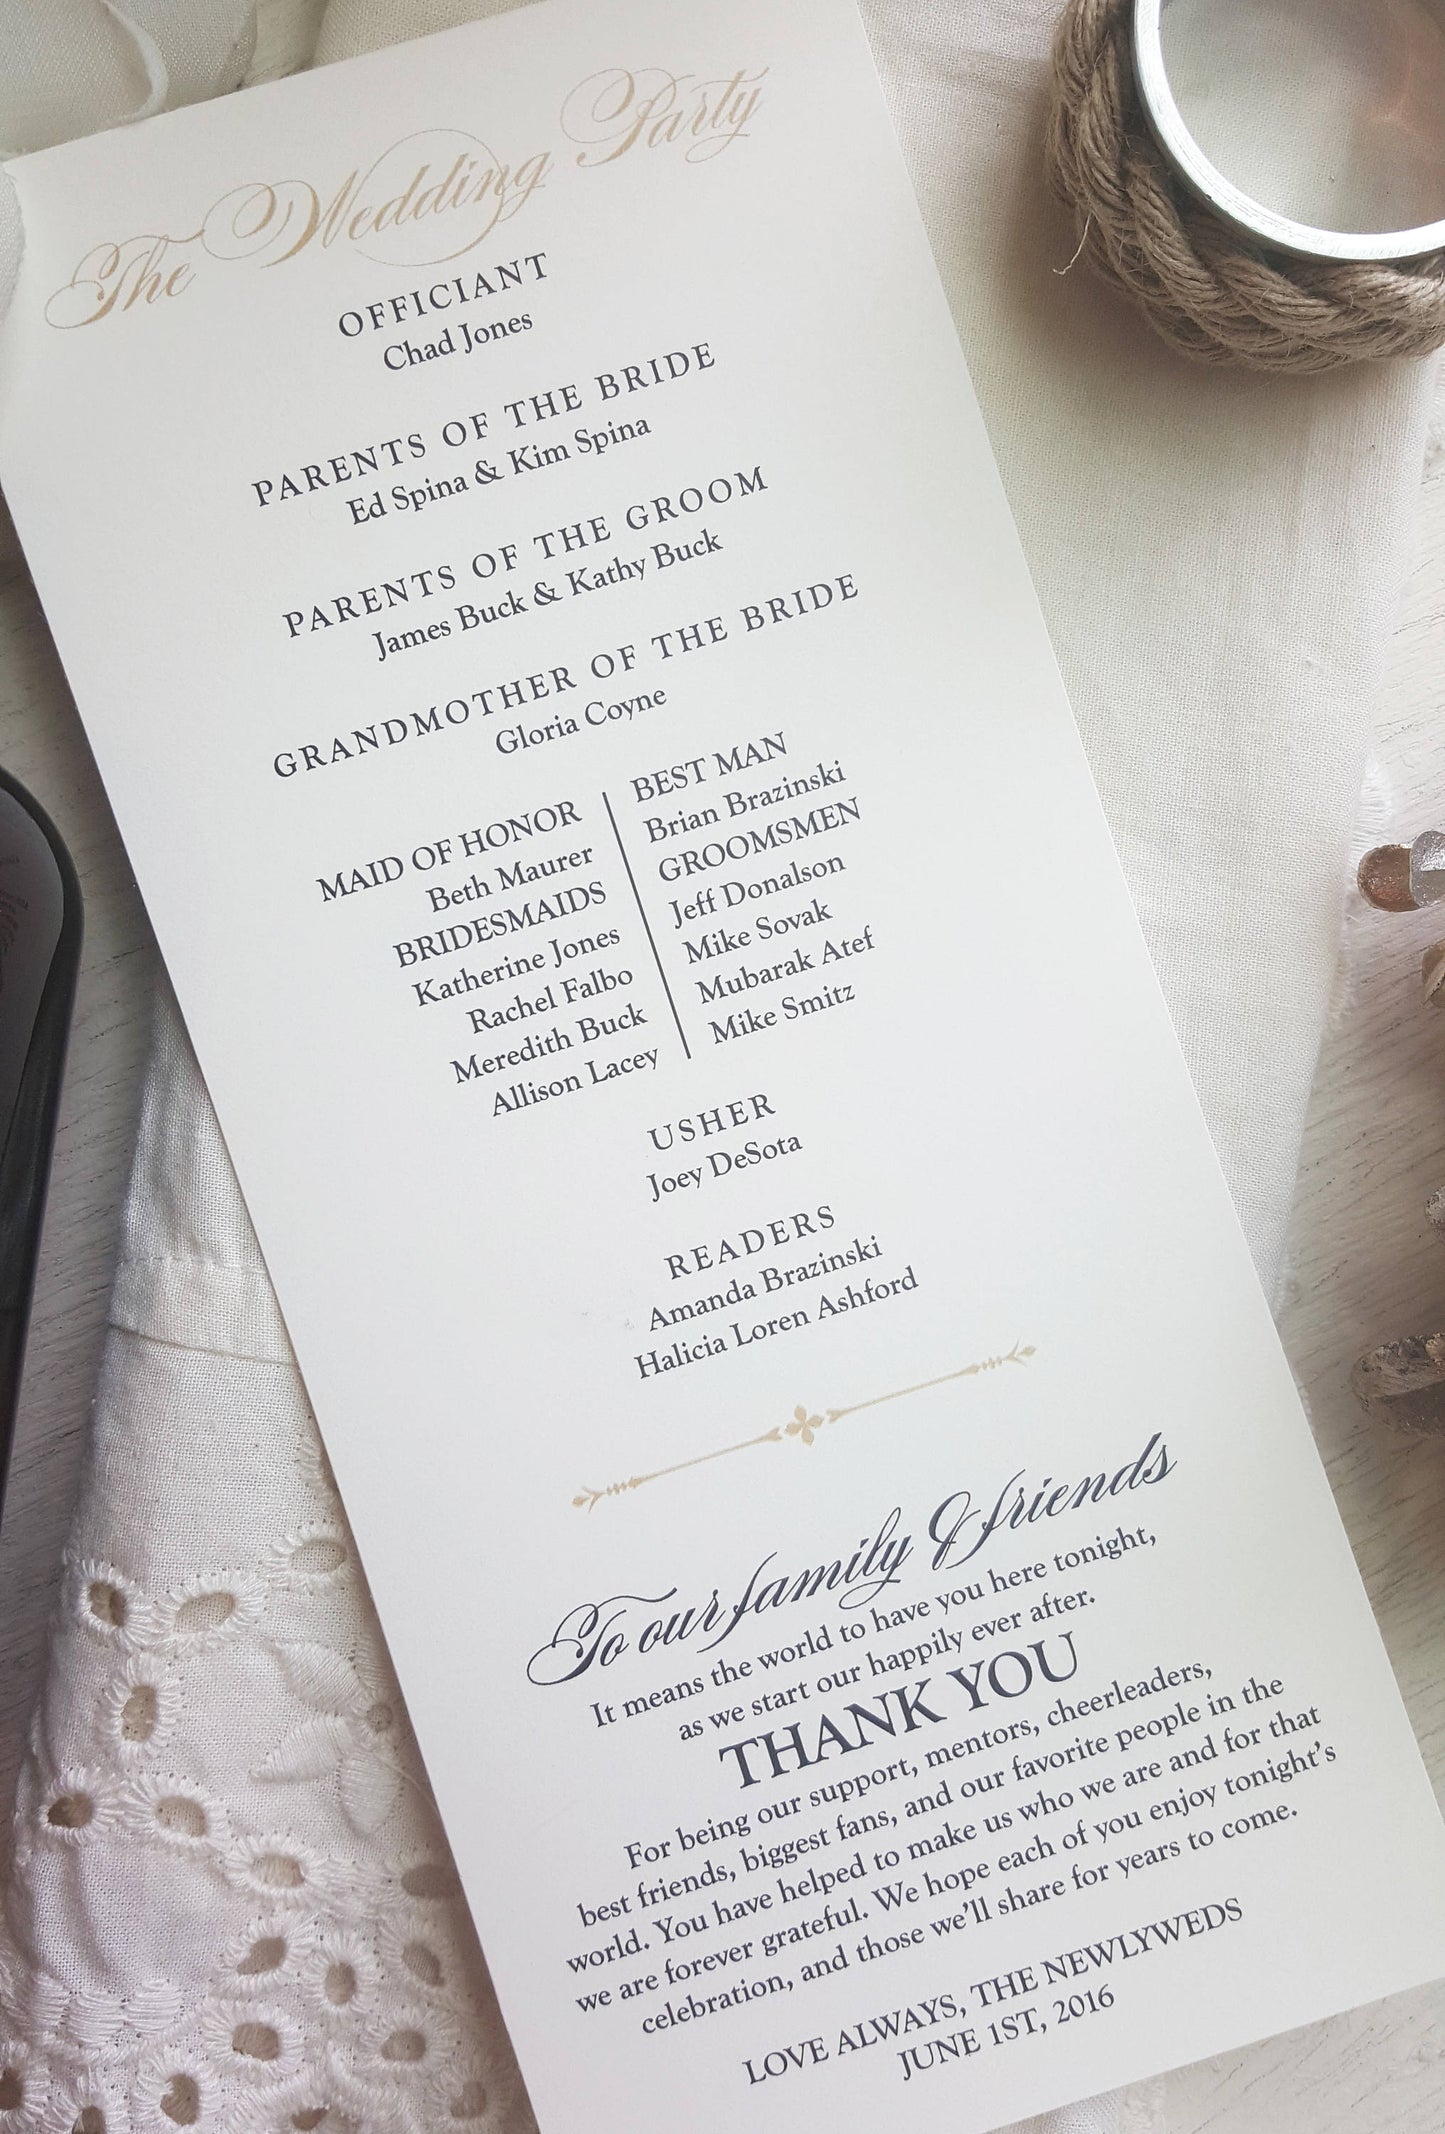 The Wedding Party
OFFICIANT
Chad Jones
PARENTS OF THE BRIDE
Ed Spina & Kim Spina
PARENTS OF THE GROOM
James Buck & Kathy Buck
GRANDMOTHER OF THE BRIDE
Gloria Coyne
MAID OF HONOR
Beth Maurer
BRIDESMAIDS
Katherine Jones
Rachel Falbo
Meredith Buck
Allison Lacey
BEST MAN
Brian Brazinski
GROOMSMEN
Jeff Donalson
Mike Sovak
Mubarak Atef
Mike Smitz
USHER
Joey DeSota
READERS
Amanda Brazinski
Halicia Loren Ashford
To our family & friends
It means the world to have you here tonight,
as we start our happily ever after.
THANK YOU
For being our support, mentors, cheerleaders,
best friends, biggest fans, and our favorite people in the
world. You have helped to make us who we are and for that
we are forever grateful. We hope each of you enjoy tonight's
celebration, and those we'll share for years to come.
LOVE ALWAYS, THE NEWLYWEDS
JUNE 1ST, 2016